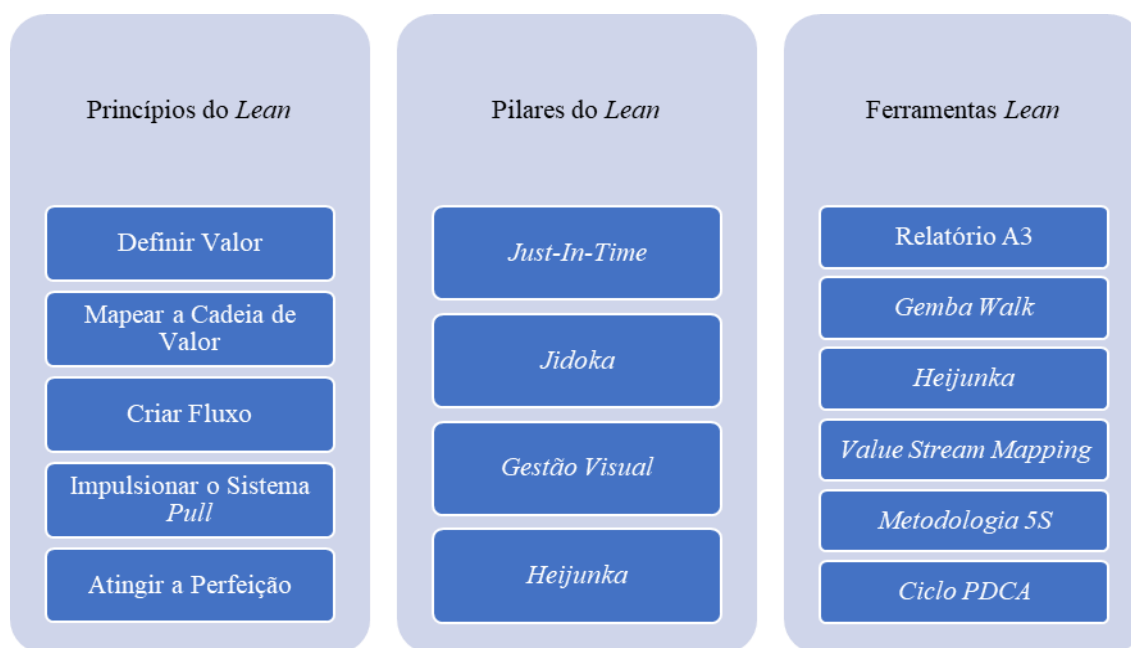 Princípios do Lean
Definir Valor
Mapear a Cadeia de
Valor
Criar Fluxo
Impulsionar o Sistema
Pull
Atingir a Perfeição
Pilares do Lean
Just-In-Time
Jidoka
Gestão Visual
Heijunka
Ferramentas Lean
Relatório A3
Gemba Walk
Heijunka
Value Stream Mapping
Metodologia 5S
Ciclo PDCA